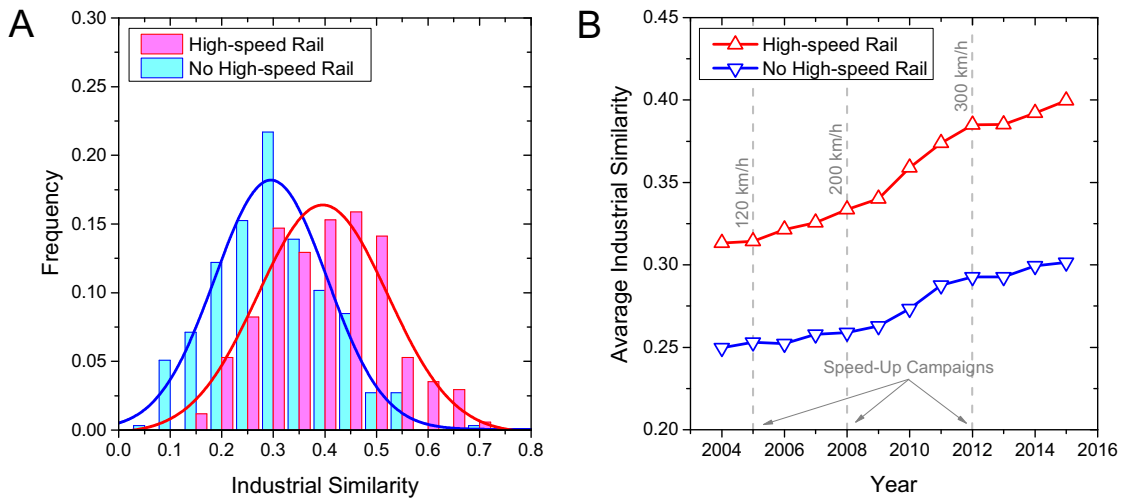 A
High-speed Rail
No High-speed Rail
Frequency
0.30
0.25
0.20
0.15
0.10
0.05
0.00
0.0 0.1 0.2 0.3 0.4 0.5 0.6 0.7 0.8
Industrial Similarity
B
High-speed Rail
No High-speed Rail
Avarage Industrial Similarity
0.45
0.40
0.35
0.30
0.25
0.20
120 km/h
200 km/h
300 km/h
Speed-Up Campaigns
2004 2006 2008 2010 2012 2014 2016
Year